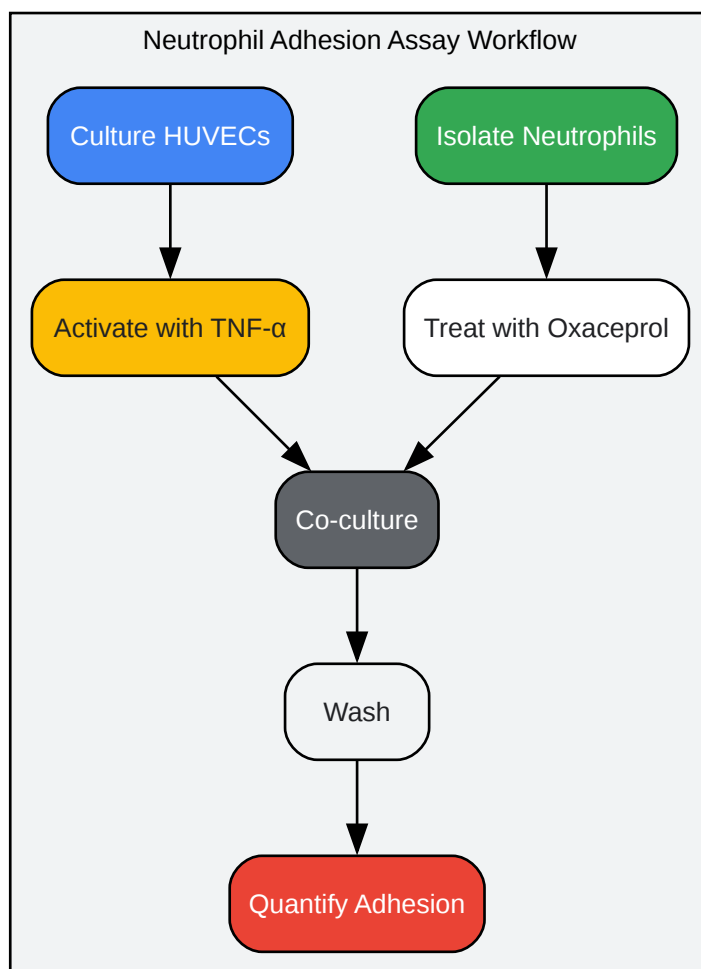 Neutrophil Adhesion Assay Workflow
Culture HUVECs
Isolate Neutrophils
Activate with TNF-α
Treat with Oxaceprol
Co-culture
Wash
Quantify Adhesion